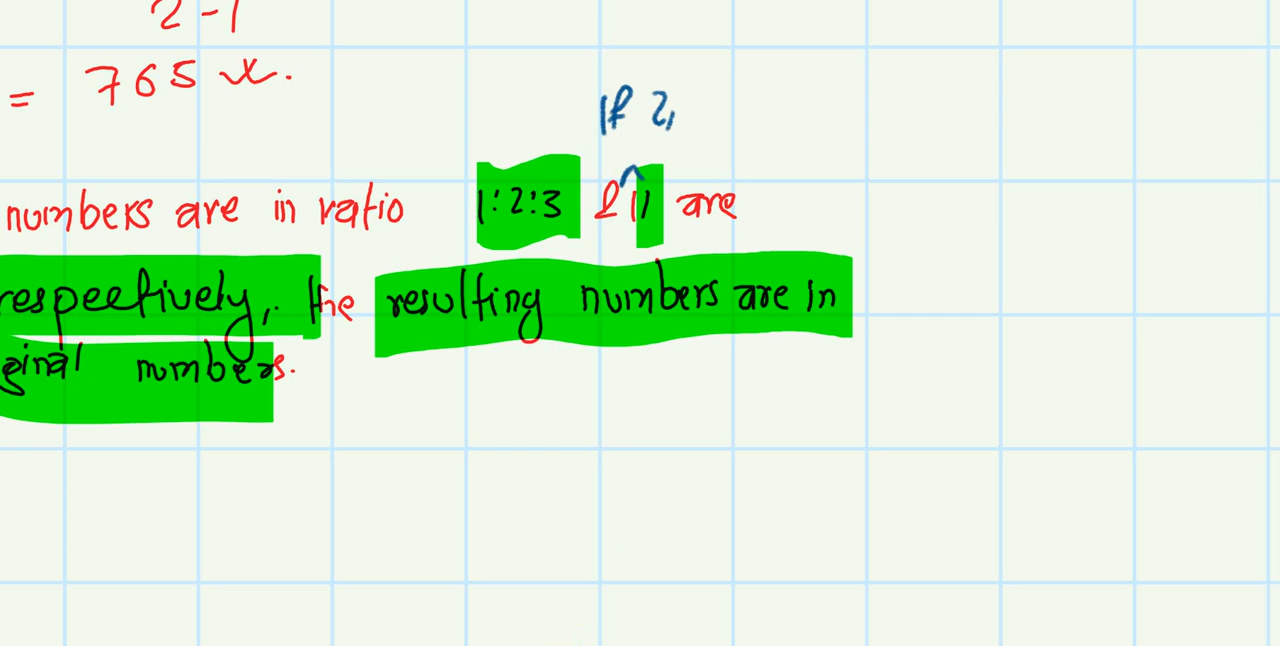 2-1
= 765 x.
If 2,
numbers are in ratio 1:2:3 & 11 are
respectively, the resulting numbers are in
ginal numbers.